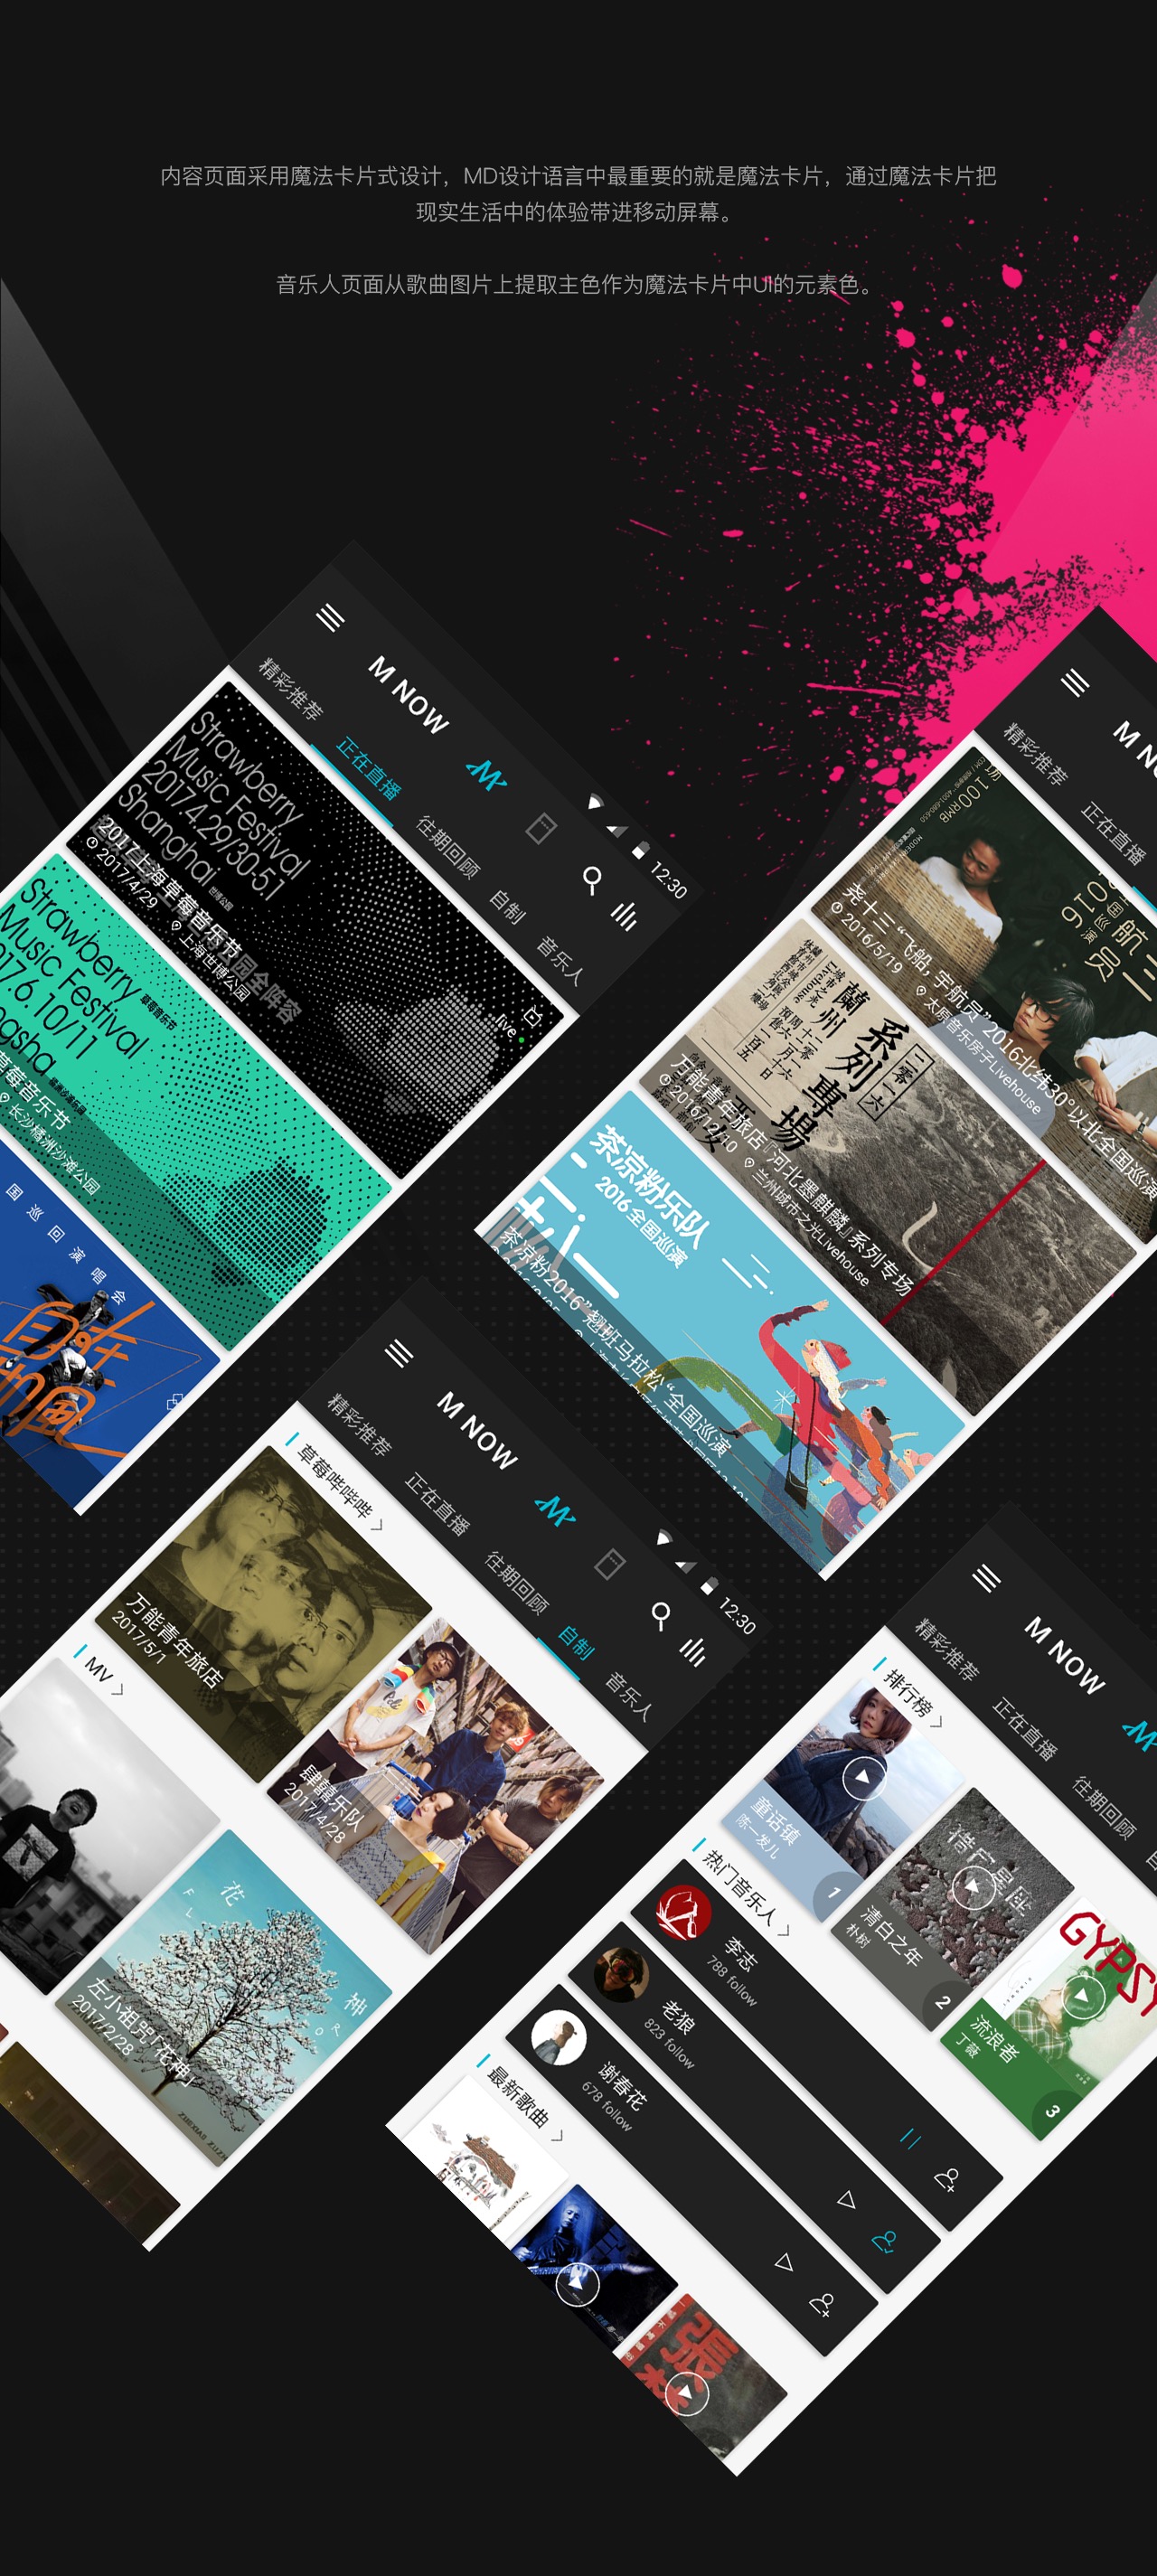 内容页面采用魔法卡片式设计，MD设计语言中最重要的就是魔法卡片，通过魔法卡片把
现实生活中的体验带进移动屏幕。
音乐人页面从歌曲图片上提取主色作为魔法卡片中UI的元素色。
M NOW
12:30
精彩推荐
正在直播
往期回顾
自制
音乐人
Strawberry
Music Festival
2017.4.29/30-5.1
Shanghai
世博公园
2017上海草莓音乐节
2017/4/29
上海世博公园
live
Strawberry
Music Festival
草莓音乐节
草莓音乐节
长沙橘洲沙滩公园
国巡回演唱会
M N
精彩推荐
正在直播
100RMB
尧十三“飞船，宇航员”2016北纬30°以北全国巡演
2016/5/19
太原音乐房子Livehouse
蘭州
系列專場
二零一六
万能青年旅店『河北墨麒麟』系列专场
2016/12/10
兰州城市之光Livehouse
茶凉粉乐队
2016全国巡演
茶凉粉2016”翘班马拉松“全国巡演
M NOW
12:30
精彩推荐
正在直播
往期回顾
自制
音乐人
草莓哔哔哔
万能青年旅店
2017/5/1
肆囍乐队
2017/4/28
MV
花
神
F
L
O
R
左小祖咒「花神」
2017/2/28
M NOW
精彩推荐
正在直播
往期回顾
排行榜
童话镇
陈一发儿
1
猎户星座
清白之年
朴树
2
GYPSY
流浪者
丁薇
3
热门音乐人
李志
788 follow
老狼
823 follow
谢春花
678 follow
最新歌曲